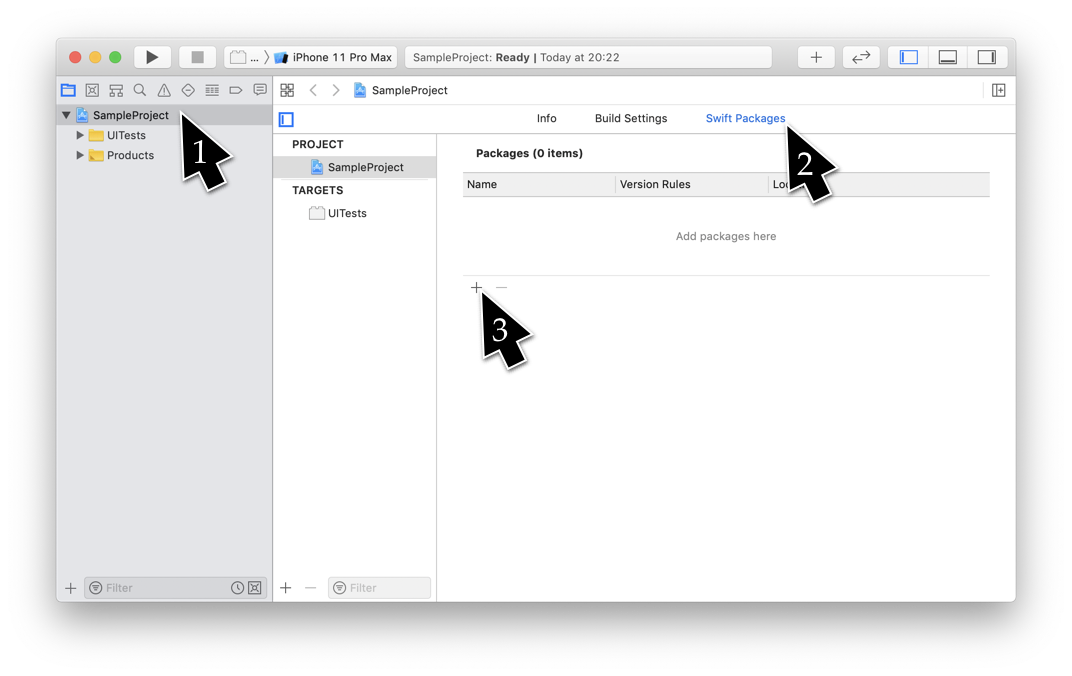 ... iPhone 11 Pro Max
SampleProject: Ready | Today at 20:22
SampleProject
SampleProject
UITests
Products
1
Info
Build Settings
Swift Packages
2
PROJECT
SampleProject
TARGETS
UITests
Packages (0 items)
Name
Version Rules
Add packages here
3
Filter
Filter